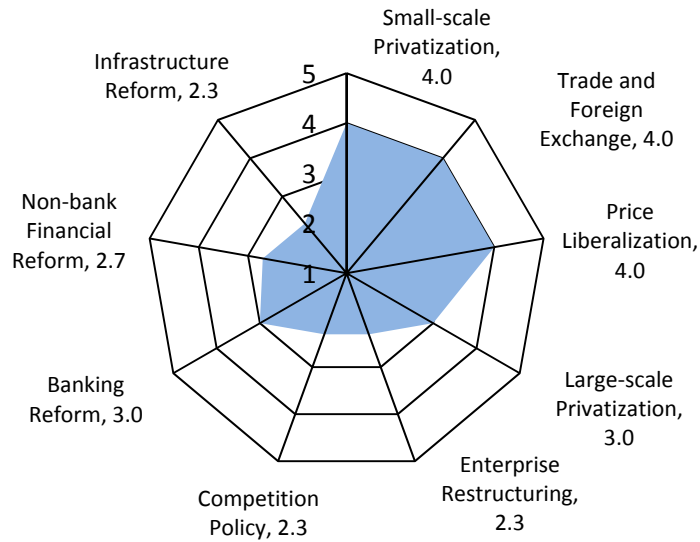 Small-scale
Privatization,
4.0
Trade and
Foreign
Exchange, 4.0
Price
Liberalization,
4.0
Large-scale
Privatization,
3.0
Enterprise
Restructuring,
2.3
Competition
Policy, 2.3
Banking
Reform, 3.0
Non-bank
Financial
Reform, 2.7
Infrastructure
Reform, 2.3
5
4
3
2
1